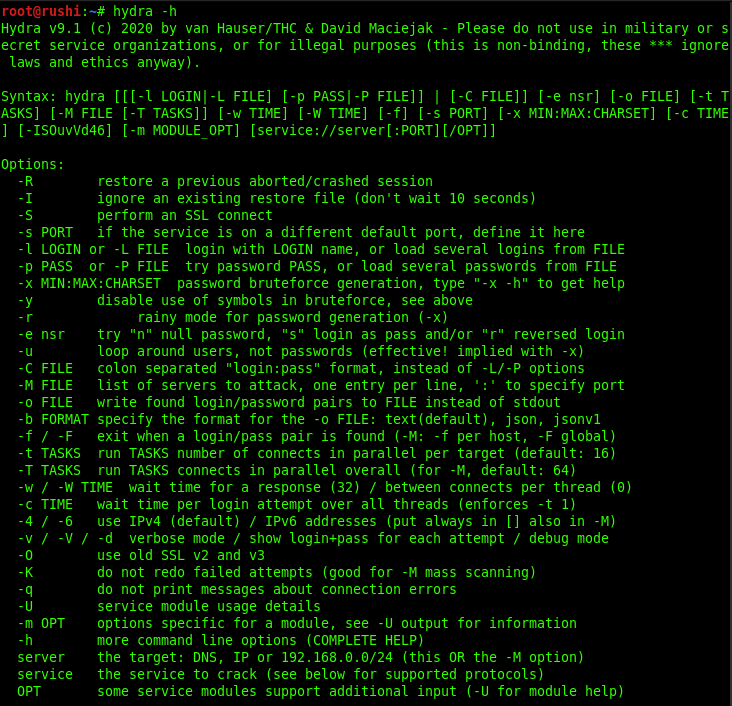 root@rushi:~# hydra -h
Hydra v9.1 (c) 2020 by van Hauser/THC & David Maciejak - Please do not use in military or s
ecret service organizations, or for illegal purposes (this is non-binding, these *** ignore
 laws and ethics anyway).

Syntax: hydra [[[-l LOGIN|-L FILE] [-p PASS|-P FILE]] | [-C FILE]] [-e nsr] [-o FILE] [-t T
ASKS] [-M FILE [-T TASKS]] [-w TIME] [-W TIME] [-f] [-s PORT] [-x MIN:MAX:CHARSET] [-c TIME
] [-ISOuvVd46] [-m MODULE_OPT] [service://server[:PORT][/OPT]]

Options:
  -R        restore a previous aborted/crashed session
  -I        ignore an existing restore file (don't wait 10 seconds)
  -S        perform an SSL connect
  -s PORT   if the service is on a different default port, define it here
  -l LOGIN or -L FILE  login with LOGIN name, or load several logins from FILE
  -p PASS  or -P FILE  try password PASS, or load several passwords from FILE
  -x MIN:MAX:CHARSET  password bruteforce generation, type "-x -h" to get help
  -y        disable use of symbols in bruteforce, see above
  -r             rainy mode for password generation (-x)
  -e nsr    try "n" null password, "s" login as pass and/or "r" reversed login
  -u        loop around users, not passwords (effective! implied with -x)
  -C FILE   colon separated "login:pass" format, instead of -L/-P options
  -M FILE   list of servers to attack, one entry per line, ':' to specify port
  -o FILE   write found login/password pairs to FILE instead of stdout
  -b FORMAT specify the format for the -o FILE: text(default), json, jsonv1
  -f / -F   exit when a login/pass pair is found (-M: -f per host, -F global)
  -t TASKS  run TASKS number of connects in parallel per target (default: 16)
  -T TASKS  run TASKS connects in parallel overall (for -M, default: 64)
  -w / -W TIME  wait time for a response (32) / between connects per thread (0)
  -c TIME   wait time per login attempt over all threads (enforces -t 1)
  -4 / -6   use IPv4 (default) / IPv6 addresses (put always in [] also in -M)
  -v / -V / -d  verbose mode / show login+pass for each attempt / debug mode
  -O        use old SSL v2 and v3
  -K        do not redo failed attempts (good for -M mass scanning)
  -q        do not print messages about connection errors
  -U        service module usage details
  -m OPT    options specific for a module, see -U output for information
  -h        more command line options (COMPLETE HELP)
  server    the target: DNS, IP or 192.168.0.0/24 (this OR the -M option)
  service   the service to crack (see below for supported protocols)
  OPT       some service modules support additional input (-U for module help)